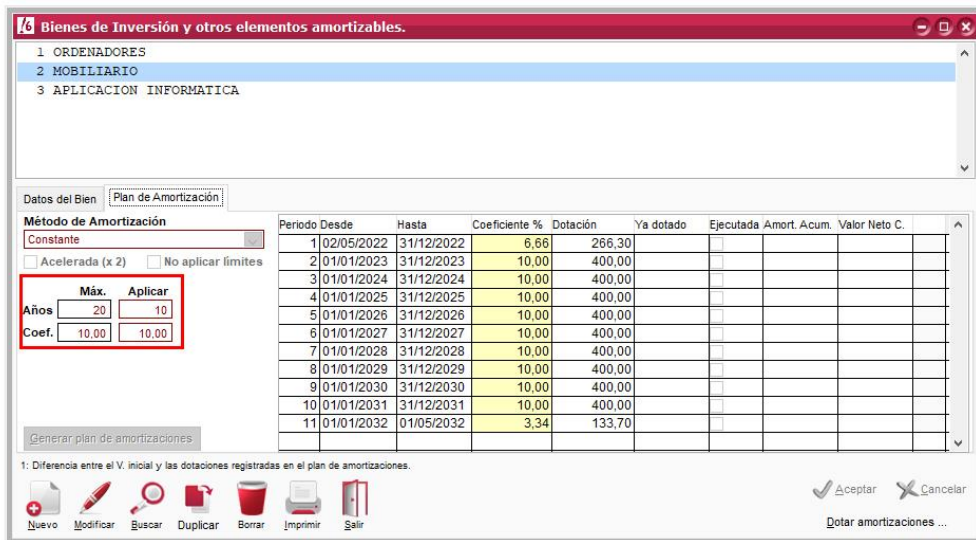 Bienes de Inversión y otros elementos amortizables.
1 ORDENADORES
2 MOBILIARIO
3 APLICACION INFORMATICA
Datos del Bien Plan de Amortización
Método de Amortización
Constante
Acelerada (x 2) No aplicar límites
Máx. Aplicar
Años 20 10
Coef. 10,00 10,00
Generar plan de amortizaciones
Periodo Desde Hasta Coeficiente % Dotación Ya dotado Ejecutada Amort. Acum. Valor Neto C.
1 02/05/2022 31/12/2022 6,66 266,30
2 01/01/2023 31/12/2023 10,00 400,00
3 01/01/2024 31/12/2024 10,00 400,00
4 01/01/2025 31/12/2025 10,00 400,00
5 01/01/2026 31/12/2026 10,00 400,00
6 01/01/2027 31/12/2027 10,00 400,00
7 01/01/2028 31/12/2028 10,00 400,00
8 01/01/2029 31/12/2029 10,00 400,00
9 01/01/2030 31/12/2030 10,00 400,00
10 01/01/2031 31/12/2031 10,00 400,00
11 01/01/2032 01/05/2032 3,34 133,70
1: Diferencia entre el V. inicial y las dotaciones registradas en el plan de amortizaciones.
Nuevo Modificar Buscar Duplicar Borrar Imprimir Salir
Aceptar Cancelar
Dotar amortizaciones ...